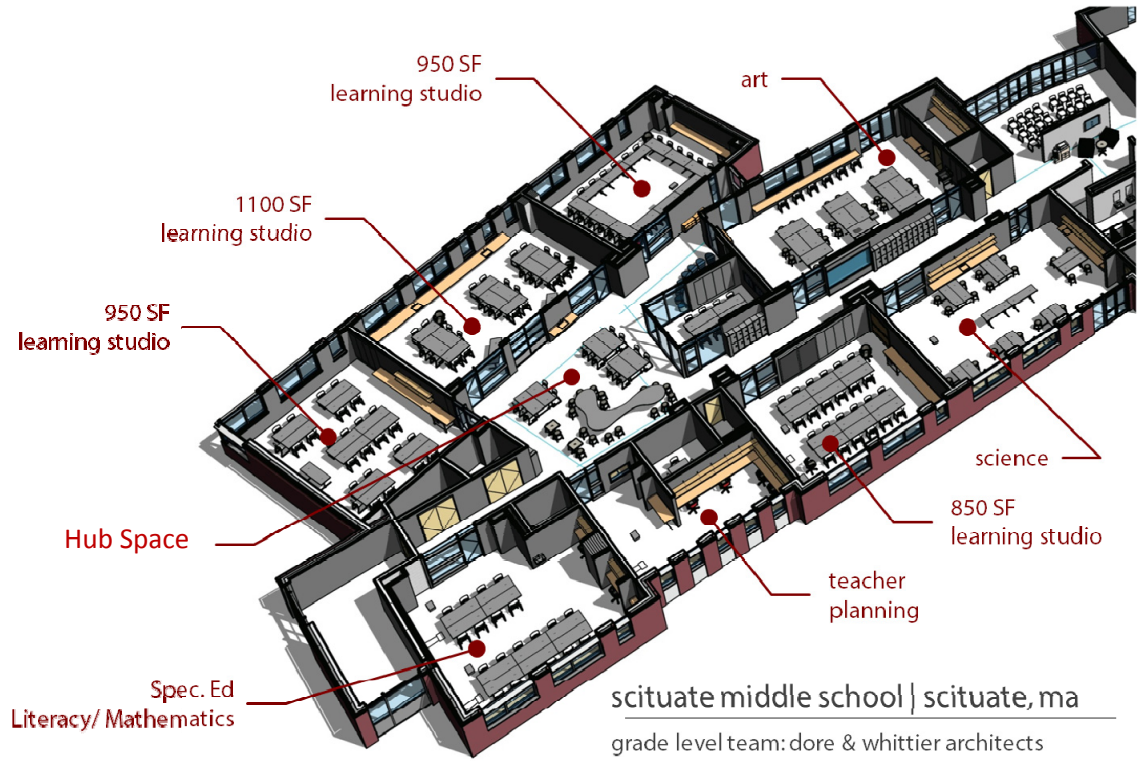 950 SF
learning studio
art
1100 SF
learning studio
950 SF
learning studio
Hub Space
science
850 SF
learning studio
teacher
planning
Spec. Ed
Literacy/ Mathematics
scituate middle school | scituate, ma
grade level team: dore & whittier architects